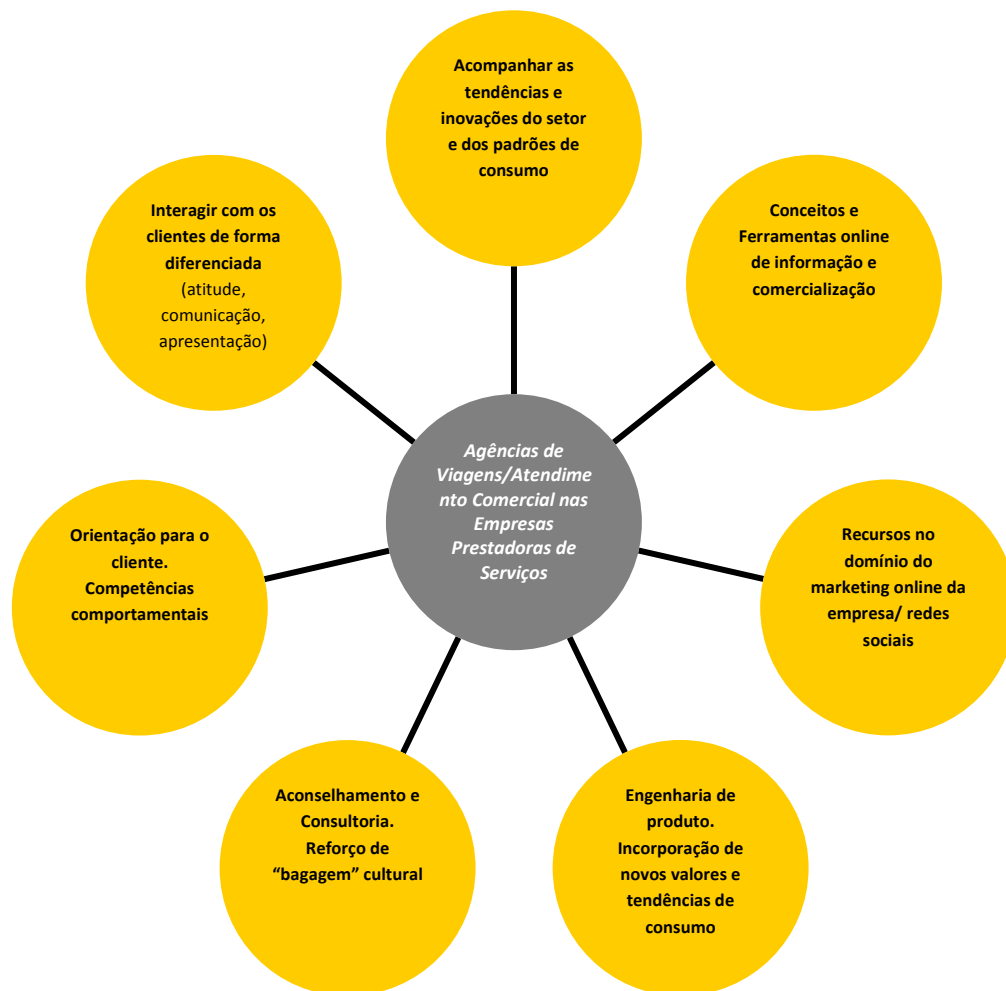 Acompanhar as
tendências e
inovações do setor
e dos padrões de
consumo
Interagir com os
clientes de forma
diferenciada
(atitude,
comunicação,
apresentação)
Conceitos e
Ferramentas online
de informação e
comercialização
Agências de
Viagens/Atendime
nto Comercial nas
Empresas
Prestadoras de
Serviços
Orientação para o
cliente.
Competências
comportamentais
Recursos no
domínio do
marketing online da
empresa/ redes
sociais
Aconselhamento e
Consultoria.
Reforço de
“bagagem” cultural
Engenharia de
produto.
Incorporação de
novos valores e
tendências de
consumo